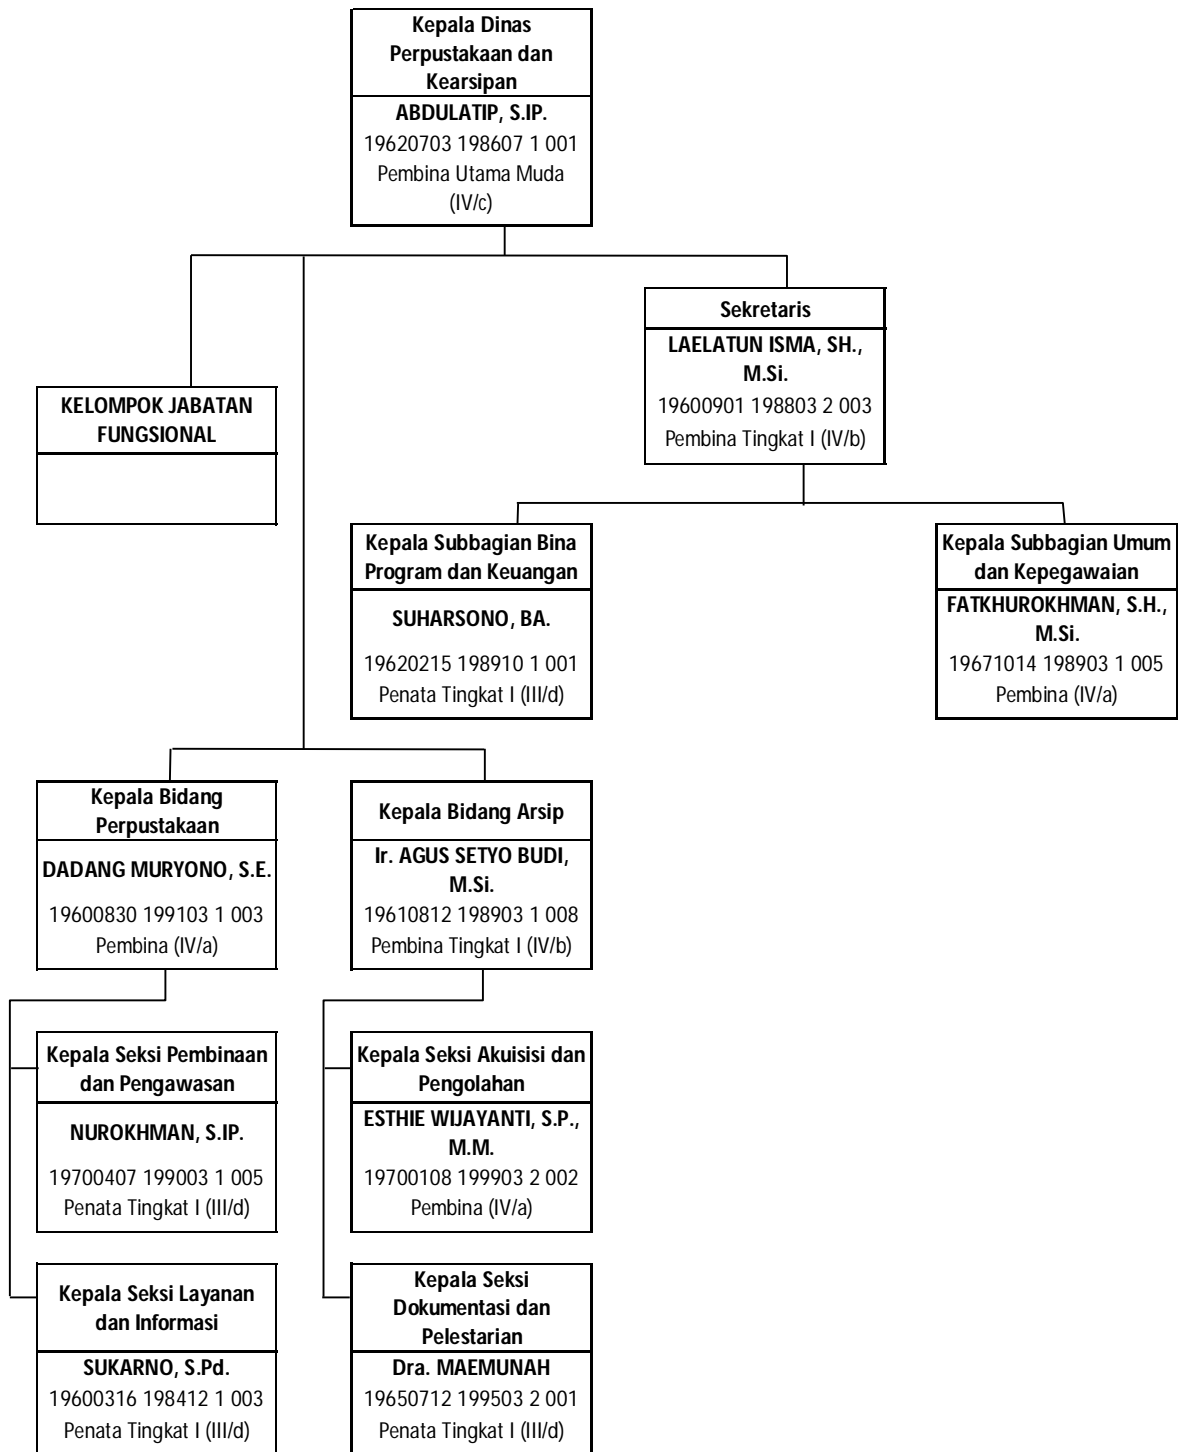 Kepala Dinas
Perpustakaan dan
Kearsipan
ABDULATIP, S.IP.
19620703 198607 1 001
Pembina Utama Muda
(IV/c)
Sekretaris
LAELATUN ISMA, SH.,
M.Si.
19600901 198803 2 003
Pembina Tingkat I (IV/b)
KELOMPOK JABATAN
FUNGSIONAL
Kepala Subbagian Bina
Program dan Keuangan
SUHARSONO, BA.
19620215 198910 1 001
Penata Tingkat I (III/d)
Kepala Subbagian Umum
dan Kepegawaian
FATKHUROKHMAN, S.H.,
M.Si.
19671014 198903 1 005
Pembina (IV/a)
Kepala Bidang
Perpustakaan
DADANG MURYONO, S.E.
19600830 199103 1 003
Pembina (IV/a)
Kepala Bidang Arsip
Ir. AGUS SETYO BUDI,
M.Si.
19610812 198903 1 008
Pembina Tingkat I (IV/b)
Kepala Seksi Pembinaan
dan Pengawasan
NUROKHMAN, S.IP.
19700407 199003 1 005
Penata Tingkat I (III/d)
Kepala Seksi Akuisisi dan
Pengolahan
ESTHIE WIJAYANTI, S.P.,
M.M.
19700108 199903 2 002
Pembina (IV/a)
Kepala Seksi Layanan
dan Informasi
SUKARNO, S.Pd.
19600316 198412 1 003
Penata Tingkat I (III/d)
Kepala Seksi
Dokumentasi dan
Pelestarian
Dra. MAEMUNAH
19650712 199503 2 001
Penata Tingkat I (III/d)